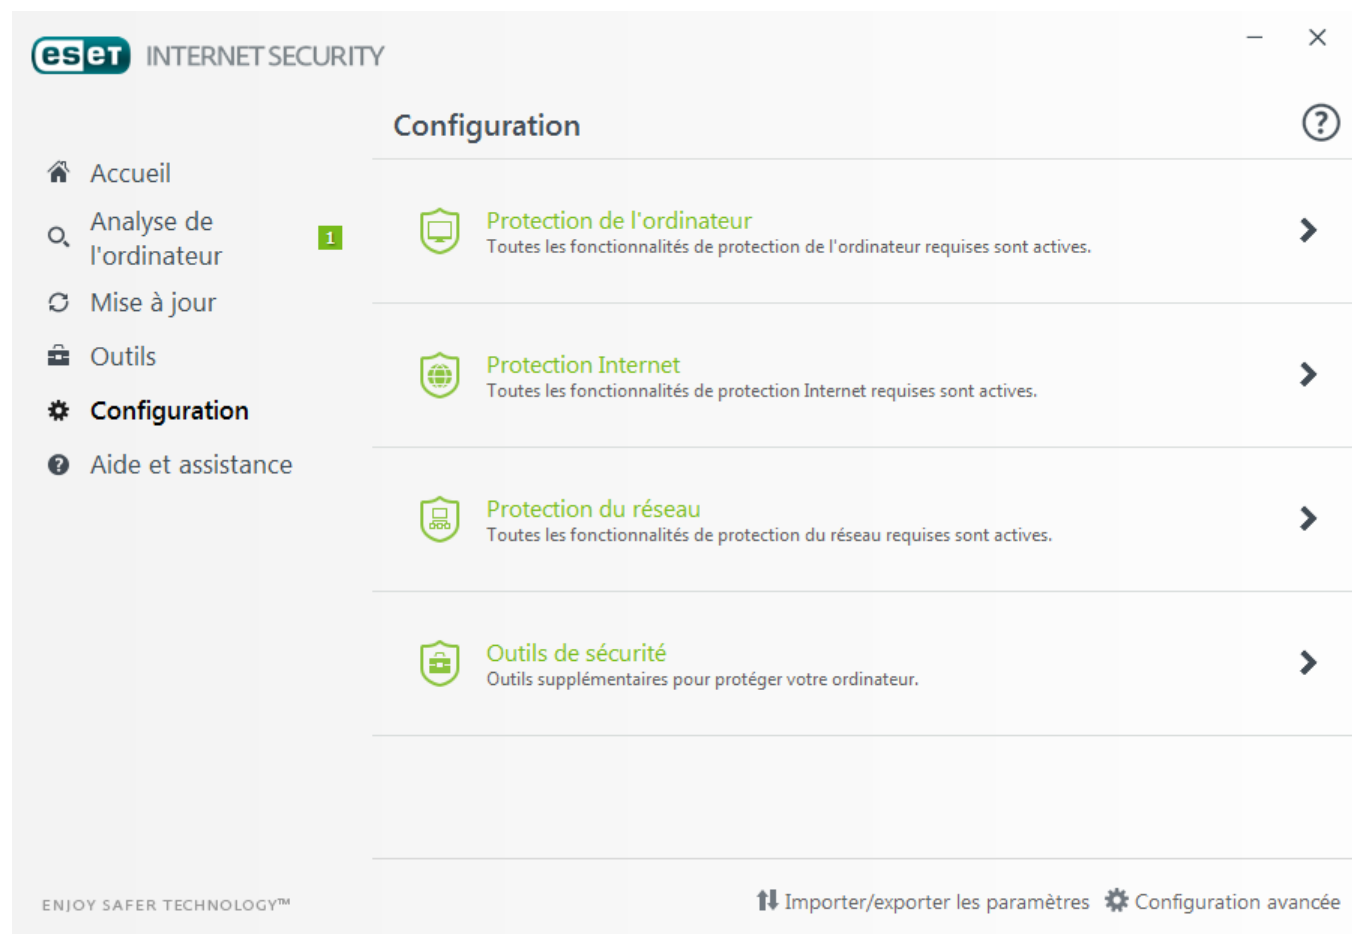 eset INTERNET SECURITY
Configuration
?
Accueil
Analyse de
l'ordinateur
1
Mise à jour
Outils
Configuration
Aide et assistance
Protection de l'ordinateur
Toutes les fonctionnalités de protection de l'ordinateur requises sont actives.
Protection Internet
Toutes les fonctionnalités de protection Internet requises sont actives.
Protection du réseau
Toutes les fonctionnalités de protection du réseau requises sont actives.
Outils de sécurité
Outils supplémentaires pour protéger votre ordinateur.
ENJOY SAFER TECHNOLOGY™
Importer/exporter les paramètres Configuration avancée